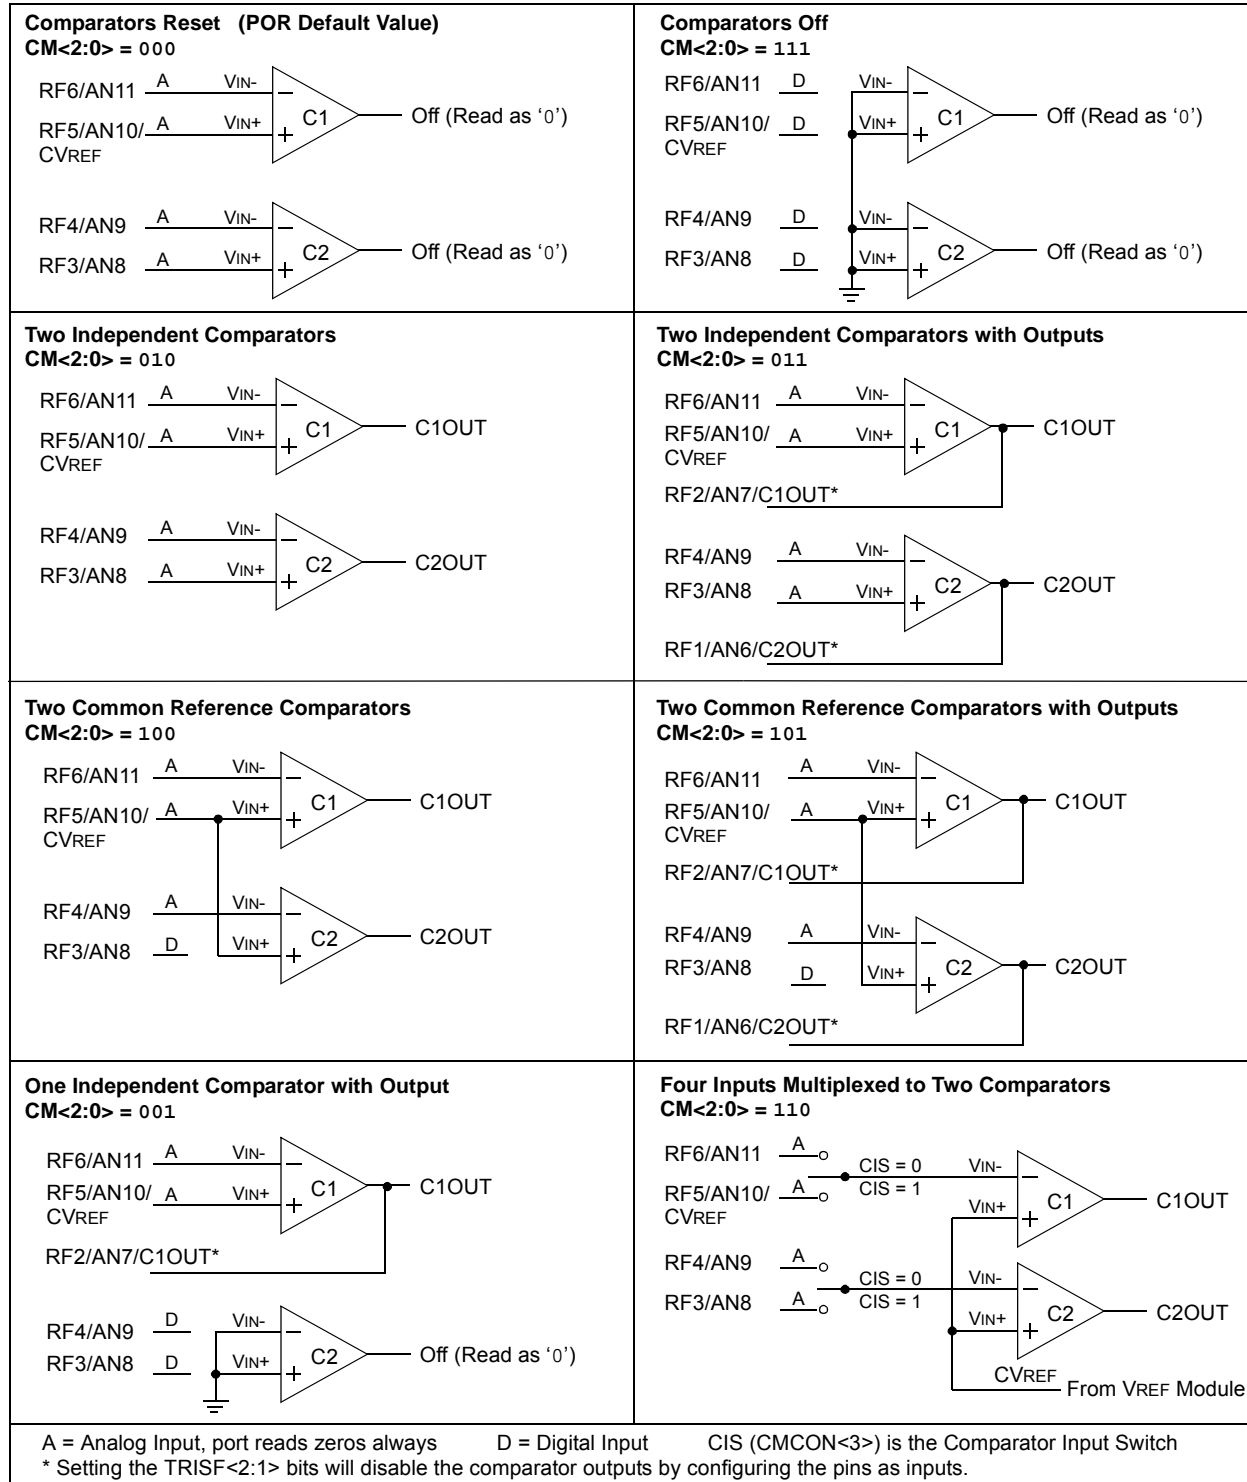 Comparators Reset (POR Default Value)
CM<2:0> = 000
RF6/AN11 A VIN- −
RF5/AN10/ A VIN+ +
CVREF
C1
Off (Read as ‘0’)
RF4/AN9 A VIN- −
RF3/AN8 A VIN+ +
C2
Off (Read as ‘0’)
Comparators Off
CM<2:0> = 111
RF6/AN11 D VIN- −
RF5/AN10/ D VIN+ +
CVREF
C1
Off (Read as ‘0’)
RF4/AN9 D VIN- −
RF3/AN8 D VIN+ +
C2
Off (Read as ‘0’)
Two Independent Comparators
CM<2:0> = 010
RF6/AN11 A VIN- −
RF5/AN10/ A VIN+ +
CVREF
C1
C1OUT
RF4/AN9 A VIN- −
RF3/AN8 A VIN+ +
C2
C2OUT
Two Independent Comparators with Outputs
CM<2:0> = 011
RF6/AN11 A VIN- −
RF5/AN10/ A VIN+ +
CVREF
C1
C1OUT
RF2/AN7/C1OUT*
RF4/AN9 A VIN- −
RF3/AN8 A VIN+ +
C2
C2OUT
RF1/AN6/C2OUT*
Two Common Reference Comparators
CM<2:0> = 100
RF6/AN11 A VIN- −
RF5/AN10/ A VIN+ +
CVREF
C1
C1OUT
RF4/AN9 A VIN- −
RF3/AN8 D VIN+ +
C2
C2OUT
Two Common Reference Comparators with Outputs
CM<2:0> = 101
RF6/AN11 A VIN- −
RF5/AN10/ A VIN+ +
CVREF
C1
C1OUT
RF2/AN7/C1OUT*
RF4/AN9 A VIN- −
RF3/AN8 D VIN+ +
C2
C2OUT
RF1/AN6/C2OUT*
One Independent Comparator with Output
CM<2:0> = 001
RF6/AN11 A VIN- −
RF5/AN10/ A VIN+ +
CVREF
C1
C1OUT
RF2/AN7/C1OUT*
RF4/AN9 D VIN- −
RF3/AN8 D VIN+ +
C2
Off (Read as ‘0’)
Four Inputs Multiplexed to Two Comparators
CM<2:0> = 110
RF6/AN11 A
CIS = 0 VIN- −
RF5/AN10/ A CIS = 1
CVREF
VIN+ +
C1
C1OUT
RF4/AN9 A
CIS = 0 VIN- −
RF3/AN8 A CIS = 1
VIN+ +
C2
C2OUT
CVREF
From VREF Module
A = Analog Input, port reads zeros always D = Digital Input CIS (CMCON<3>) is the Comparator Input Switch
* Setting the TRISF<2:1> bits will disable the comparator outputs by configuring the pins as inputs.